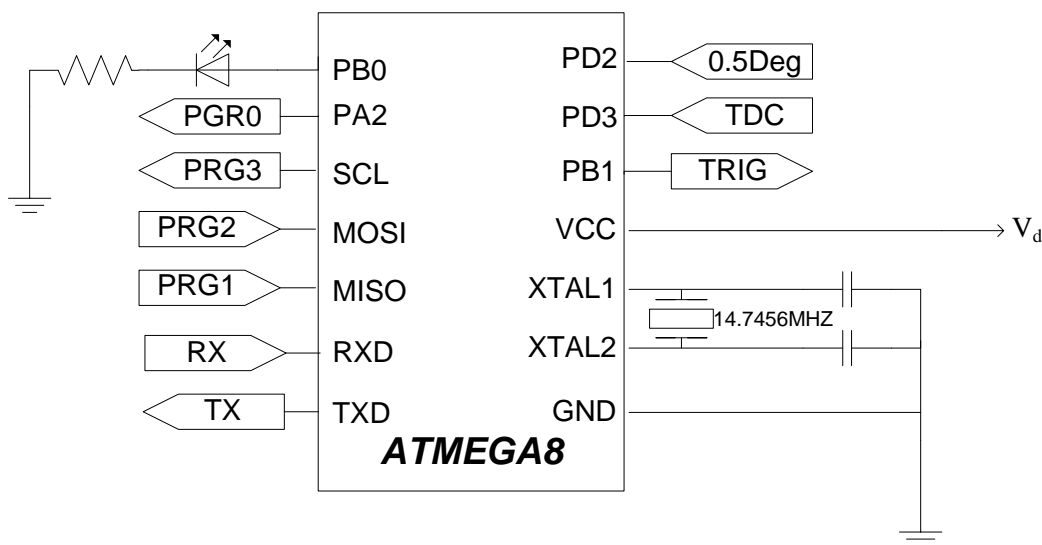 PB0
PGR0
PA2
PRG3
SCL
PRG2
MOSI
PRG1
MISO
RX
RXD
TX
TXD
PD2
0.5Deg
PD3
TDC
PB1
TRIG
VCC
Vd
XTAL1
14.7456MHZ
XTAL2
GND
ATMEGA8